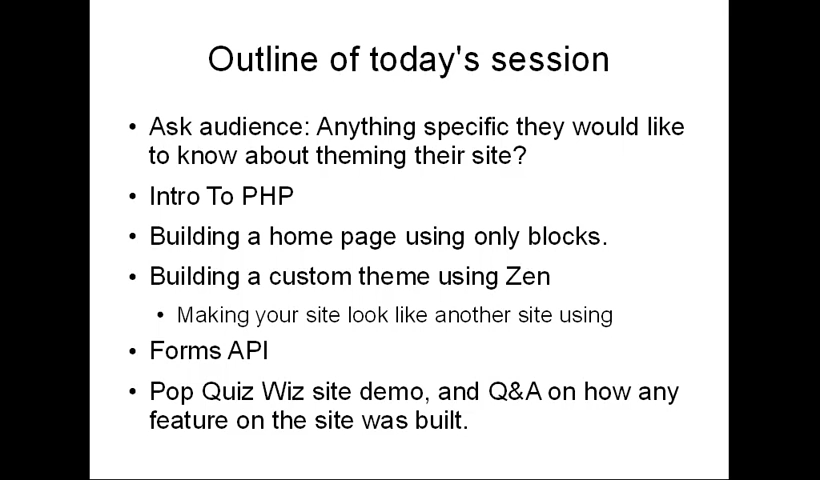 Outline of today's session
• Ask audience: Anything specific they would like
to know about theming their site?
• Intro To PHP
• Building a home page using only blocks.
• Building a custom theme using Zen
• Making your site look like another site using
• Forms API
• Pop Quiz Wiz site demo, and Q&A on how any
feature on the site was built.